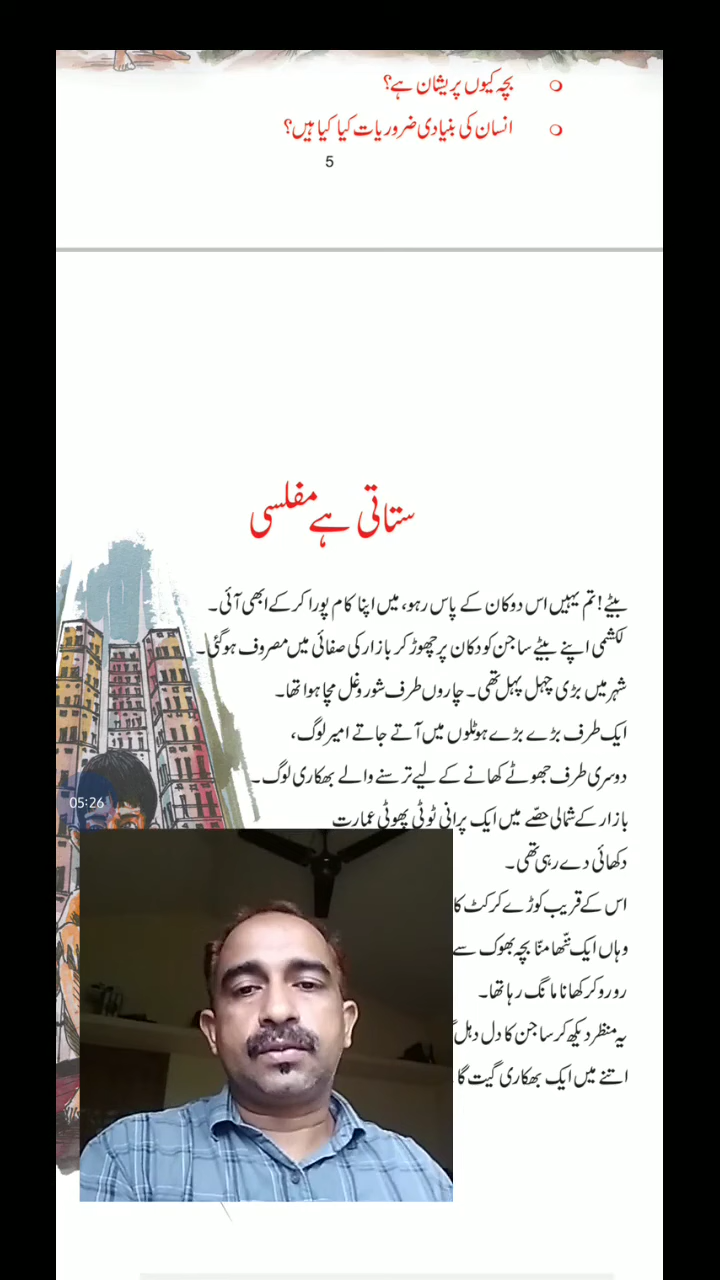 ○ بچہ کیوں پریشان ہے؟
○ انسان کی بنیادی ضروریات کیا کیا ہیں؟
5
ستاتی ہے مفلسی
بیٹے! تم یہیں اس دوکان کے پاس رہو، میں اپنا کام پورا کر کے ابھی آئی۔
لکشمی اپنے بیٹے ساجن کو دکان پر چھوڑ کر بازار کی صفائی میں مصروف ہوگئی۔
شہر میں بڑی چہل پہل تھی۔ چاروں طرف شور وغل مچا ہوا تھا۔
ایک طرف بڑے بڑے ہوٹلوں میں آتے جاتے امیر لوگ،
دوسری طرف جھوٹے کھانے کے لیے ترسنے والے بھکاری لوگ۔
بازار کے شمالی حصّے میں ایک پرانی ٹوٹی پھوٹی عمارت
دکھائی دے رہی تھی۔
05:26
اس کے قریب کوڑے کرکٹ کا
وہاں ایک ننّھا منّا بچہ بھوک سے
رو رو کر کھانا مانگ رہا تھا۔
یہ منظر دیکھ کر ساجن کا دل دہل
اتنے میں ایک بھکاری گیت گا